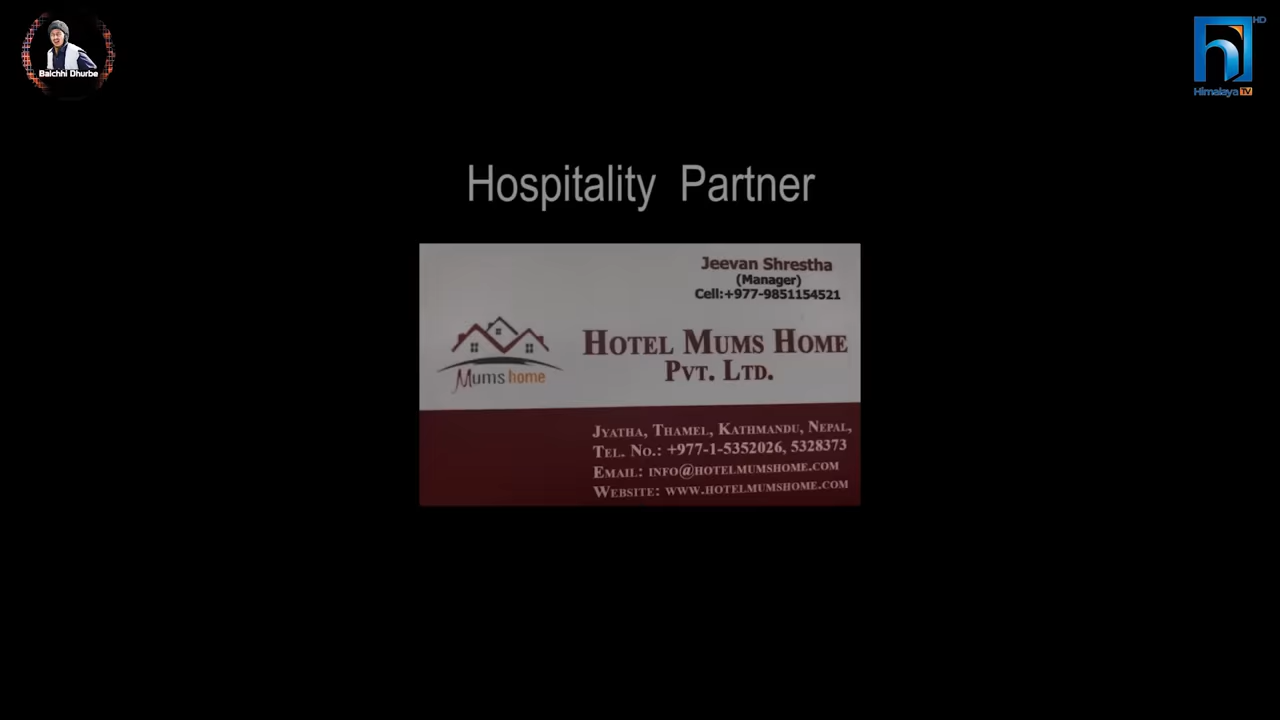 Baichhi Dhurbe
HD
Himalaya TV
Hospitality Partner
Jeevan Shrestha
(Manager)
Cell:+977-9851154521
Mums home
HOTEL MUMS HOME
PVT. LTD.
JYATHA, THAMEL, KATHMANDU, NEPAL,
TEL. NO.: +977-1-5352026, 5328373
EMAIL: INFO@HOTELMUMSHOME.COM
WEBSITE: WWW.HOTELMUMSHOME.COM